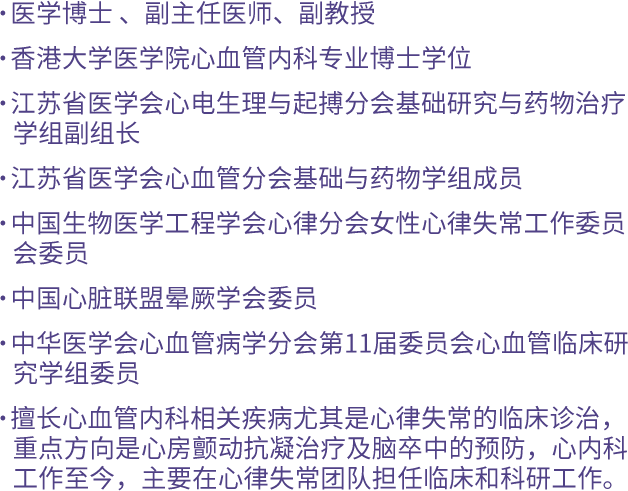 ·医学博士 、副主任医师、副教授
·香港大学医学院心血管内科专业博士学位
·江苏省医学会心电生理与起搏分会基础研究与药物治疗
学组副组长
·江苏省医学会心血管分会基础与药物学组成员
·中国生物医学工程学会心律分会女性心律失常工作委员
会委员
·中国心脏联盟晕厥学会委员
·中华医学会心血管病学分会第11届委员会心血管临床研
究学组委员
·擅长心血管内科相关疾病尤其是心律失常的临床诊治，
重点方向是心房颤动抗凝治疗及脑卒中的预防，心内科
工作至今，主要在心律失常团队担任临床和科研工作。